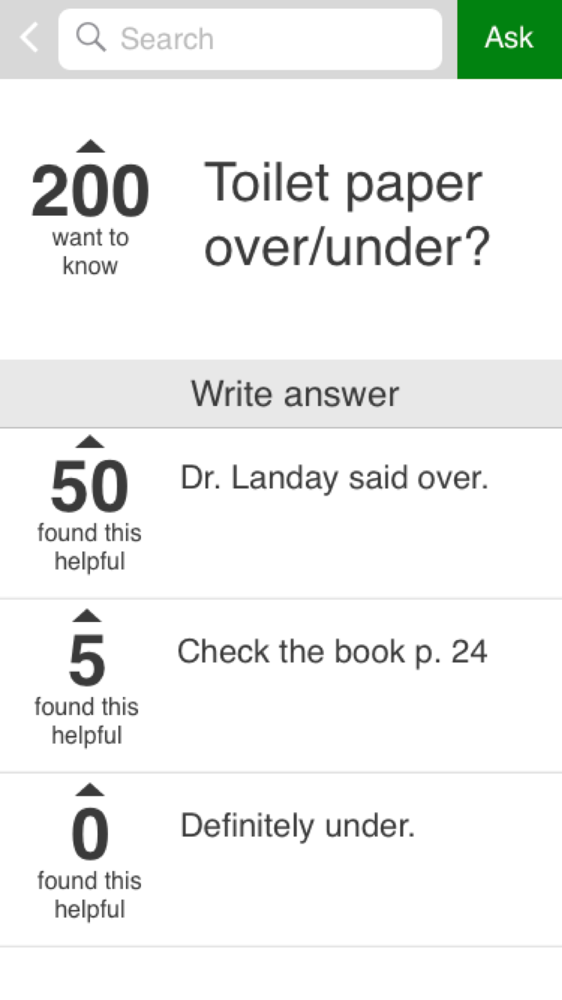 Search
Ask
200
want to
know
Toilet paper
over/under?
Write answer
50
found this
helpful
Dr. Landay said over.
5
found this
helpful
Check the book p. 24
0
found this
helpful
Definitely under.